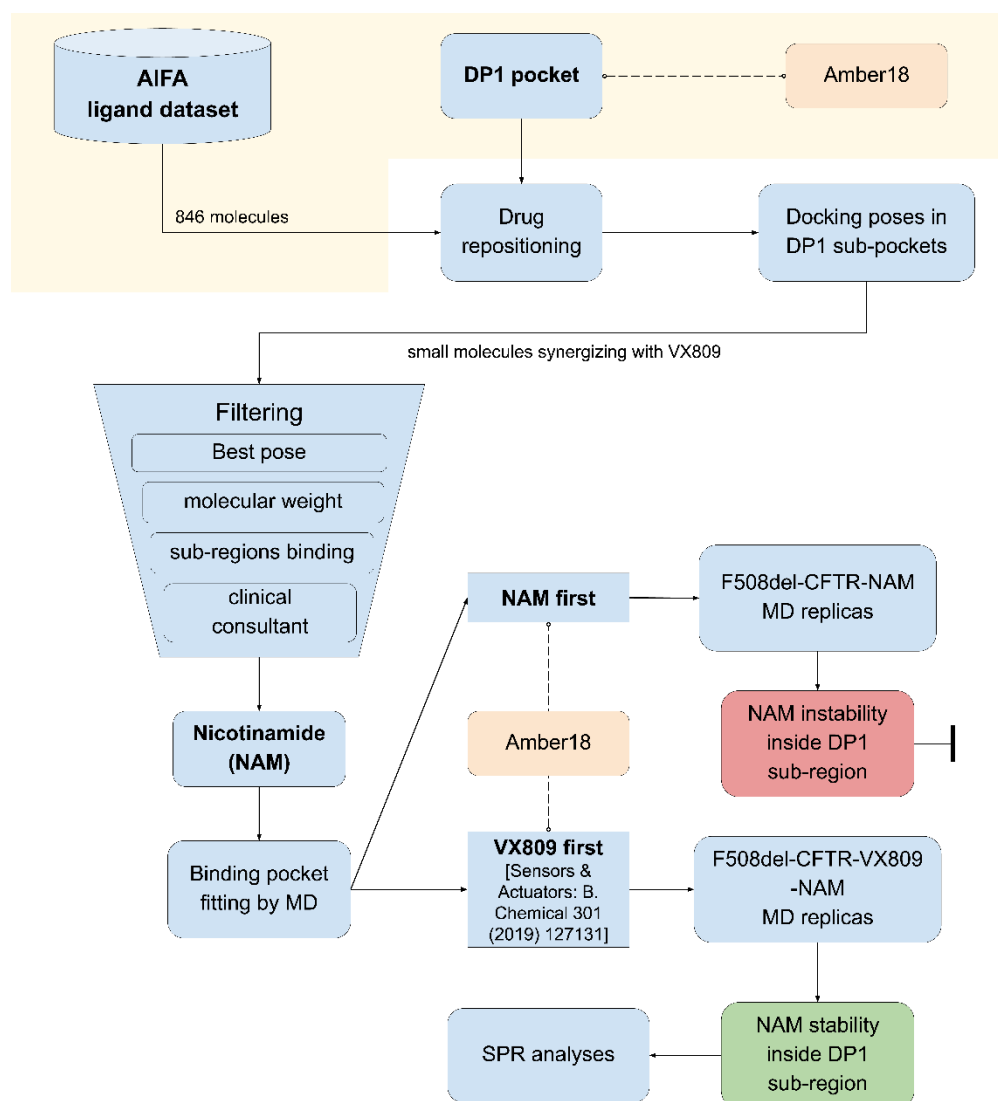 AIFA
ligand dataset
DP1 pocket
Amber18
846 molecules
Drug
repositioning
Docking poses in
DP1 sub-pockets
small molecules synergizing with VX809
Filtering
Best pose
molecular weight
sub-regions binding
clinical
consultant
NAM first
F508del-CFTR-NAM
MD replicas
Nicotinamide
(NAM)
Amber18
NAM instability
inside DP1
sub-region
Binding pocket
fitting by MD
VX809 first
[Sensors &
Actuators: B.
Chemical 301
(2019) 127131]
F508del-CFTR-VX809
-NAM
MD replicas
SPR analyses
NAM stability
inside DP1
sub-region